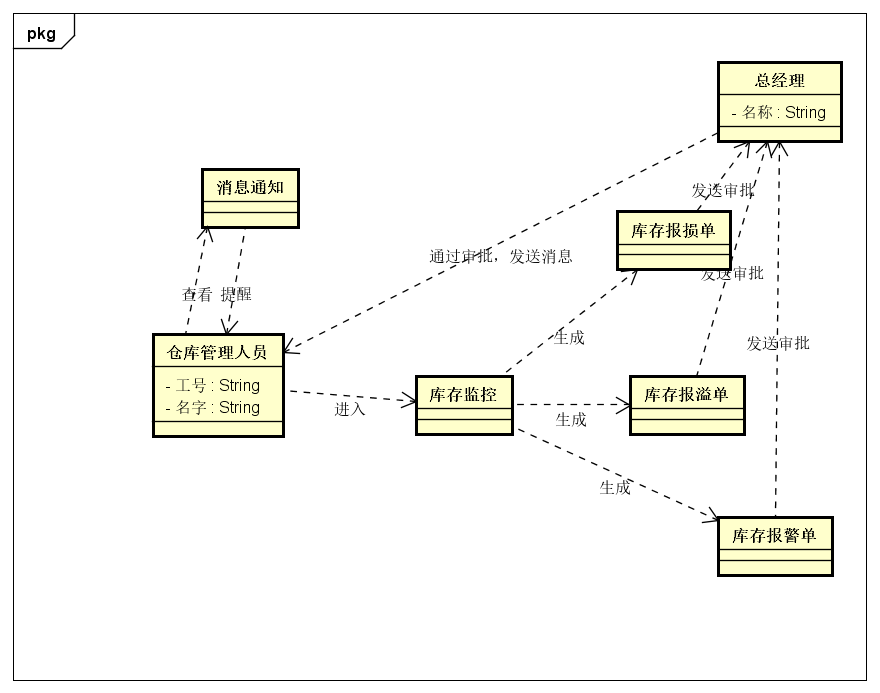 pkg
总经理
- 名称 : String
消息通知
发送审批
库存报损单
通过审批，发送消息
发送审批
查看
提醒
生成
发送审批
仓库管理人员
- 工号 : String
- 名字 : String
进入
库存监控
生成
库存报溢单
生成
库存报警单